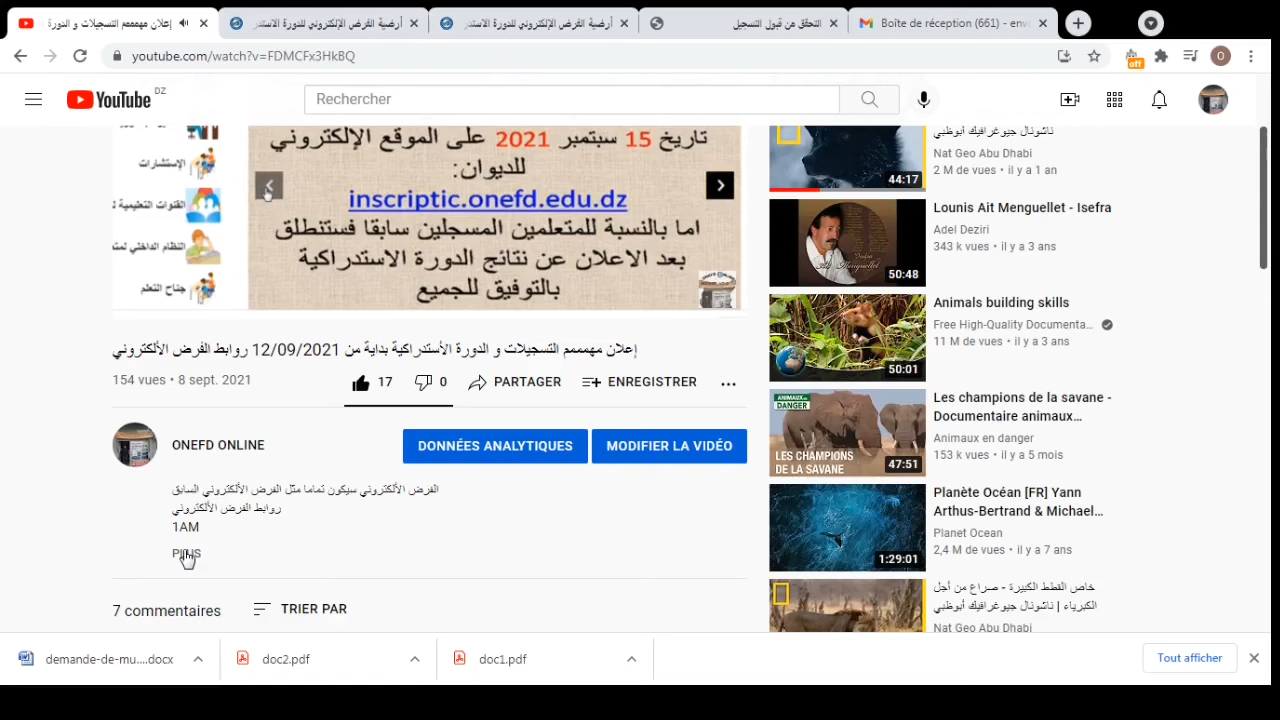 إعلان مهمممم التسجيلات و الدورة
أرضية الفرض الإلكتروني للدورة الاستدر
أرضية الفرض الإلكتروني للدورة الاستدر
التحقق من قبول التسجيل
Boîte de réception (661) - env
youtube.com/watch?v=FDMCFx3HkBQ
off
O
YouTube DZ
Rechercher
الإستشارات
القنوات التعليمية
النظام الداخلي
جناح التعلم
تاريخ 15 سبتمبر 2021 على الموقع الإلكتروني
للديوان:
inscriptic.onefd.edu.dz
اما بالنسبة للمتعلمين المسجلين سابقا فستنطلق
بعد الاعلان عن نتائج الدورة الاستدراكية
بالتوفيق للجميع
إعلان مهمممم التسجيلات و الدورة الأستدراكية بداية من 12/09/2021 روابط الفرض الألكتروني
154 vues • 8 sept. 2021
17
0
PARTAGER
ENREGISTRER
ONEFD ONLINE
DONNÉES ANALYTIQUES
MODIFIER LA VIDÉO
الفرض الألكتروني سيكون تماما مثل الفرض الألكتروني السابق
روابط الفرض الألكتروني
1AM
PLUS
7 commentaires
TRIER PAR
ناشونال جيوغرافيك أبوظبي
Nat Geo Abu Dhabi
2 M de vues • il y a 1 an
44:17
Lounis Ait Menguellet - Isefra
Adel Deziri
343 k vues • il y a 3 ans
50:48
Animals building skills
Free High-Quality Documenta...
11 M de vues • il y a 3 ans
50:01
Les champions de la savane -
Documentaire animaux...
Animaux en danger
153 k vues • il y a 5 mois
ANIMAUX EN
DANGER
LES CHAMPIONS
DE LA SAVANE
47:51
Planète Océan [FR] Yann
Arthus-Bertrand & Michael...
Planet Ocean
2,4 M de vues • il y a 7 ans
1:29:01
خاص القطط الكبيرة - صراع من أجل
الكبرياء | ناشونال جيوغرافيك أبوظبي
Nat Geo Abu Dhabi
demande-de-mu....docx
doc2.pdf
doc1.pdf
Tout afficher